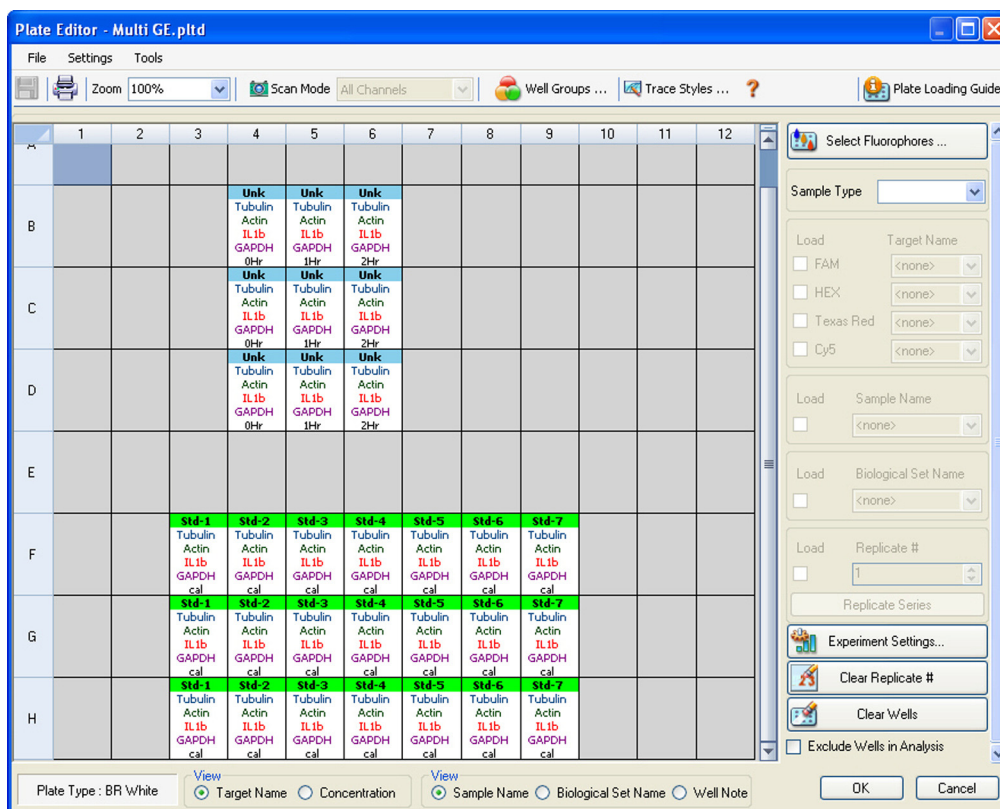 Plate Editor - Multi GE.pltd
File Settings Tools
Zoom 100% Scan Mode All Channels Well Groups ... Trace Styles ... ? Plate Loading Guide
1 2 3 4 5 6 7 8 9 10 11 12
A
Unk Unk Unk
Tubulin Tubulin Tubulin
Actin Actin Actin
B IL1b IL1b IL1b
GAPDH GAPDH GAPDH
0Hr 1Hr 2Hr
Unk Unk Unk
Tubulin Tubulin Tubulin
Actin Actin Actin
C IL1b IL1b IL1b
GAPDH GAPDH GAPDH
0Hr 1Hr 2Hr
Unk Unk Unk
Tubulin Tubulin Tubulin
Actin Actin Actin
D IL1b IL1b IL1b
GAPDH GAPDH GAPDH
0Hr 1Hr 2Hr
E
Std-1 Std-2 Std-3 Std-4 Std-5 Std-6 Std-7
Tubulin Tubulin Tubulin Tubulin Tubulin Tubulin Tubulin
Actin Actin Actin Actin Actin Actin Actin
F IL1b IL1b IL1b IL1b IL1b IL1b IL1b
GAPDH GAPDH GAPDH GAPDH GAPDH GAPDH GAPDH
cal cal cal cal cal cal cal
Std-1 Std-2 Std-3 Std-4 Std-5 Std-6 Std-7
Tubulin Tubulin Tubulin Tubulin Tubulin Tubulin Tubulin
Actin Actin Actin Actin Actin Actin Actin
G IL1b IL1b IL1b IL1b IL1b IL1b IL1b
GAPDH GAPDH GAPDH GAPDH GAPDH GAPDH GAPDH
cal cal cal cal cal cal cal
Std-1 Std-2 Std-3 Std-4 Std-5 Std-6 Std-7
Tubulin Tubulin Tubulin Tubulin Tubulin Tubulin Tubulin
Actin Actin Actin Actin Actin Actin Actin
H IL1b IL1b IL1b IL1b IL1b IL1b IL1b
GAPDH GAPDH GAPDH GAPDH GAPDH GAPDH GAPDH
cal cal cal cal cal cal cal
Select Fluorophores ...
Sample Type
Load Target Name
FAM <none>
HEX <none>
Texas Red <none>
Cy5 <none>
Load Sample Name
<none>
Load Biological Set Name
<none>
Load Replicate #
1
Replicate Series
Experiment Settings...
Clear Replicate #
Clear Wells
Exclude Wells in Analysis
Plate Type : BR White
View
Target Name Concentration
View
Sample Name Biological Set Name Well Note
OK Cancel